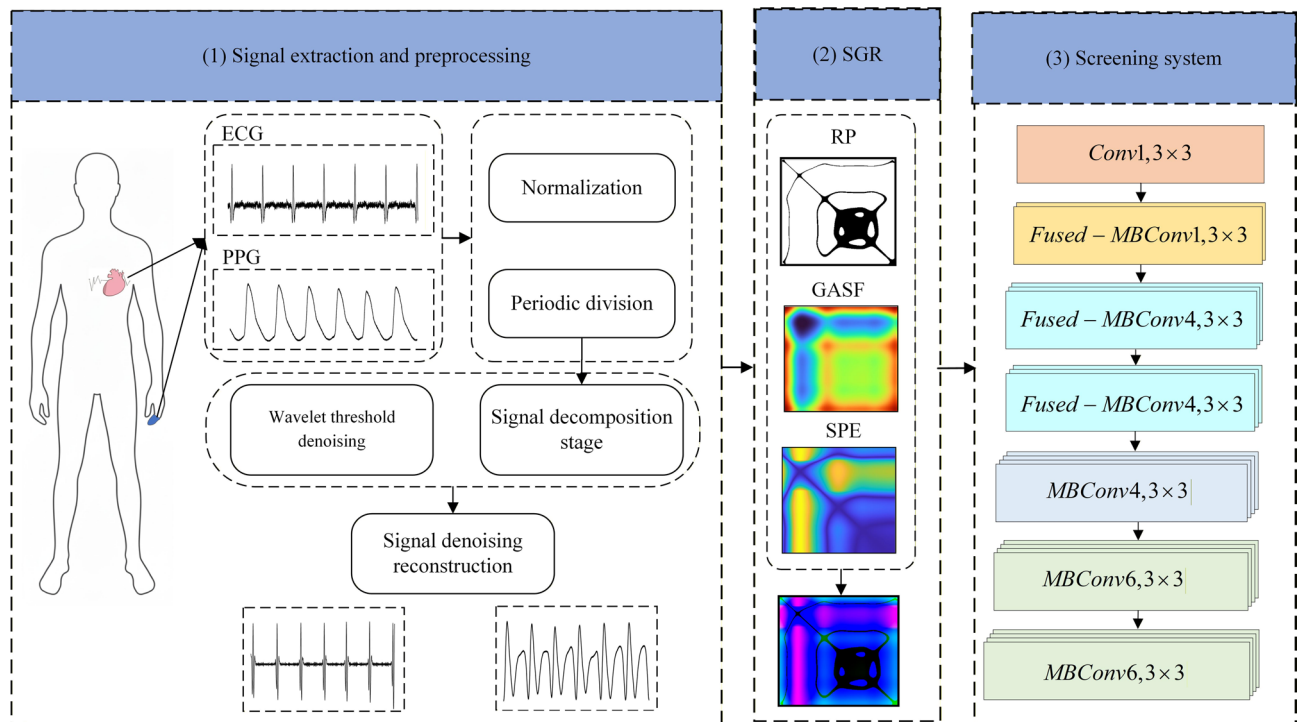 (1) Signal extraction and preprocessing
ECG
PPG
Normalization
Periodic division
Wavelet threshold
denoising
Signal decomposition
stage
Signal denoising
reconstruction
(2) SGR
RP
GASF
SPE
(3) Screening system
Conv1,3×3
Fused−MBConv1,3×3
Fused−MBConv4,3×3
Fused−MBConv4,3×3
MBConv4,3×3
MBConv6,3×3
MBConv6,3×3